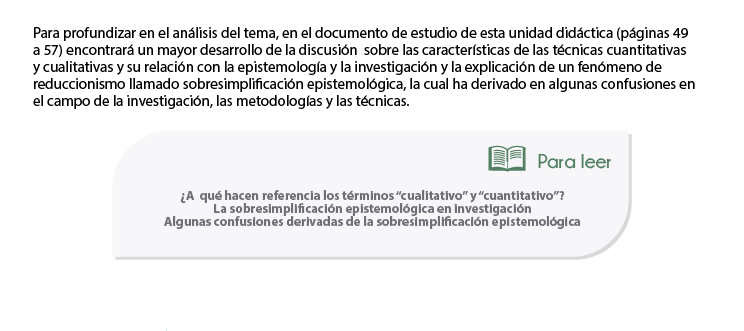 Para profundizar en el análisis del tema, en el documento de estudio de esta unidad didáctica (páginas 49
a 57) encontrará un mayor desarrollo de la discusión sobre las características de las técnicas cuantitativas
y cualitativas y su relación con la epistemología y la investigación y la explicación de un fenómeno de
reduccionismo llamado sobresimplificación epistemológica, la cual ha derivado en algunas confusiones en
el campo de la investigación, las metodologías y las técnicas.
Para leer
¿A qué hacen referencia los términos “cualitativo” y “cuantitativo”?
La sobresimplificación epistemológica en investigación
Algunas confusiones derivadas de la sobresimplificación epistemológica